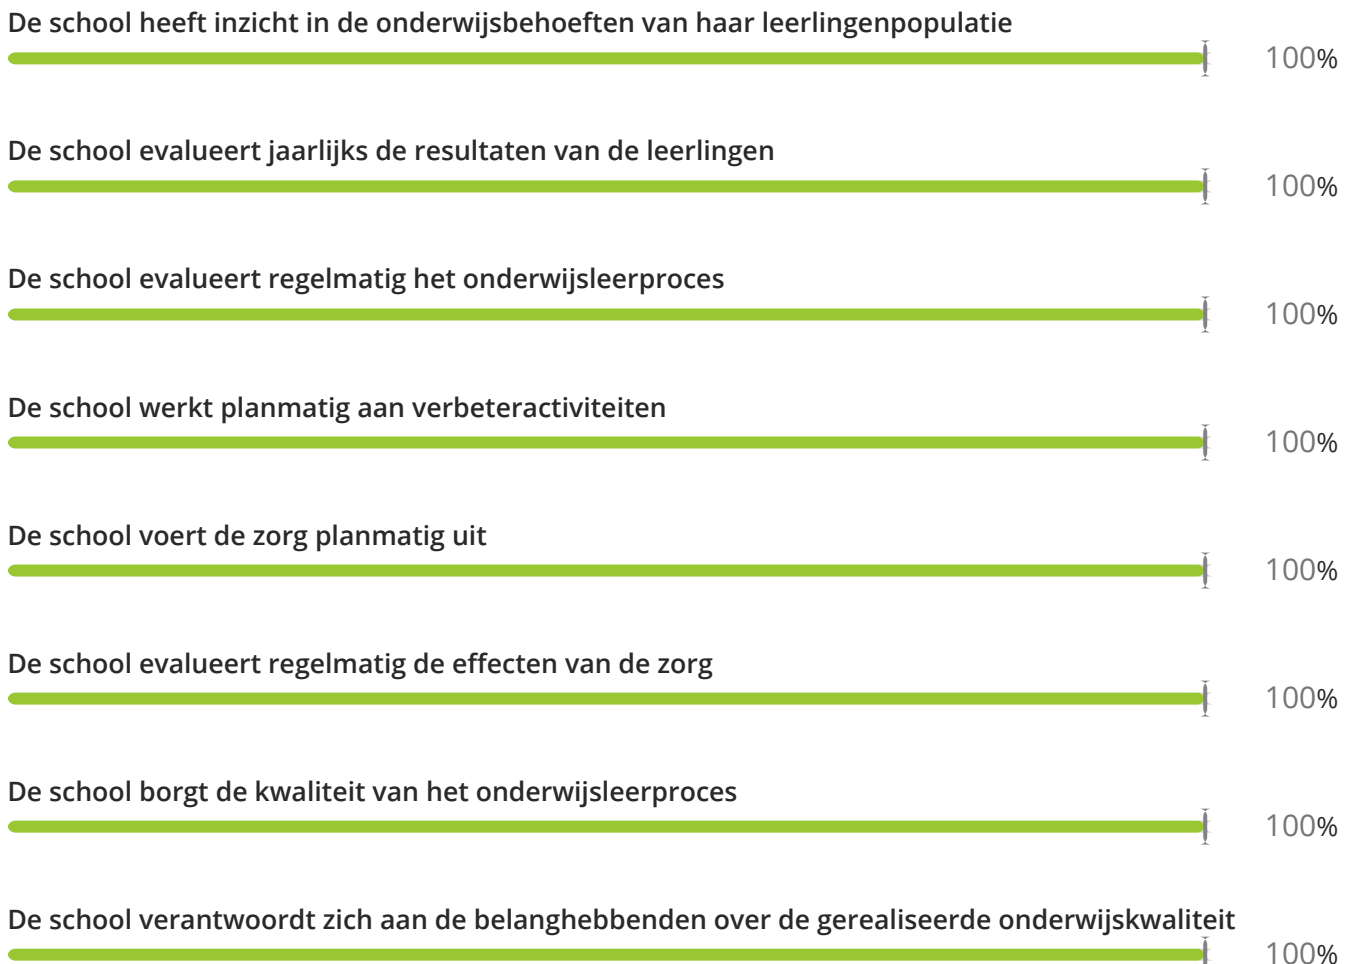 De school heeft inzicht in de onderwijsbehoeften van haar leerlingenpopulatie
100%
De school evalueert jaarlijks de resultaten van de leerlingen
100%
De school evalueert regelmatig het onderwijsleerproces
100%
De school werkt planmatig aan verbeteractiviteiten
100%
De school voert de zorg planmatig uit
100%
De school evalueert regelmatig de effecten van de zorg
100%
De school borgt de kwaliteit van het onderwijsleerproces
100%
De school verantwoordt zich aan de belanghebbenden over de gerealiseerde onderwijskwaliteit
100%